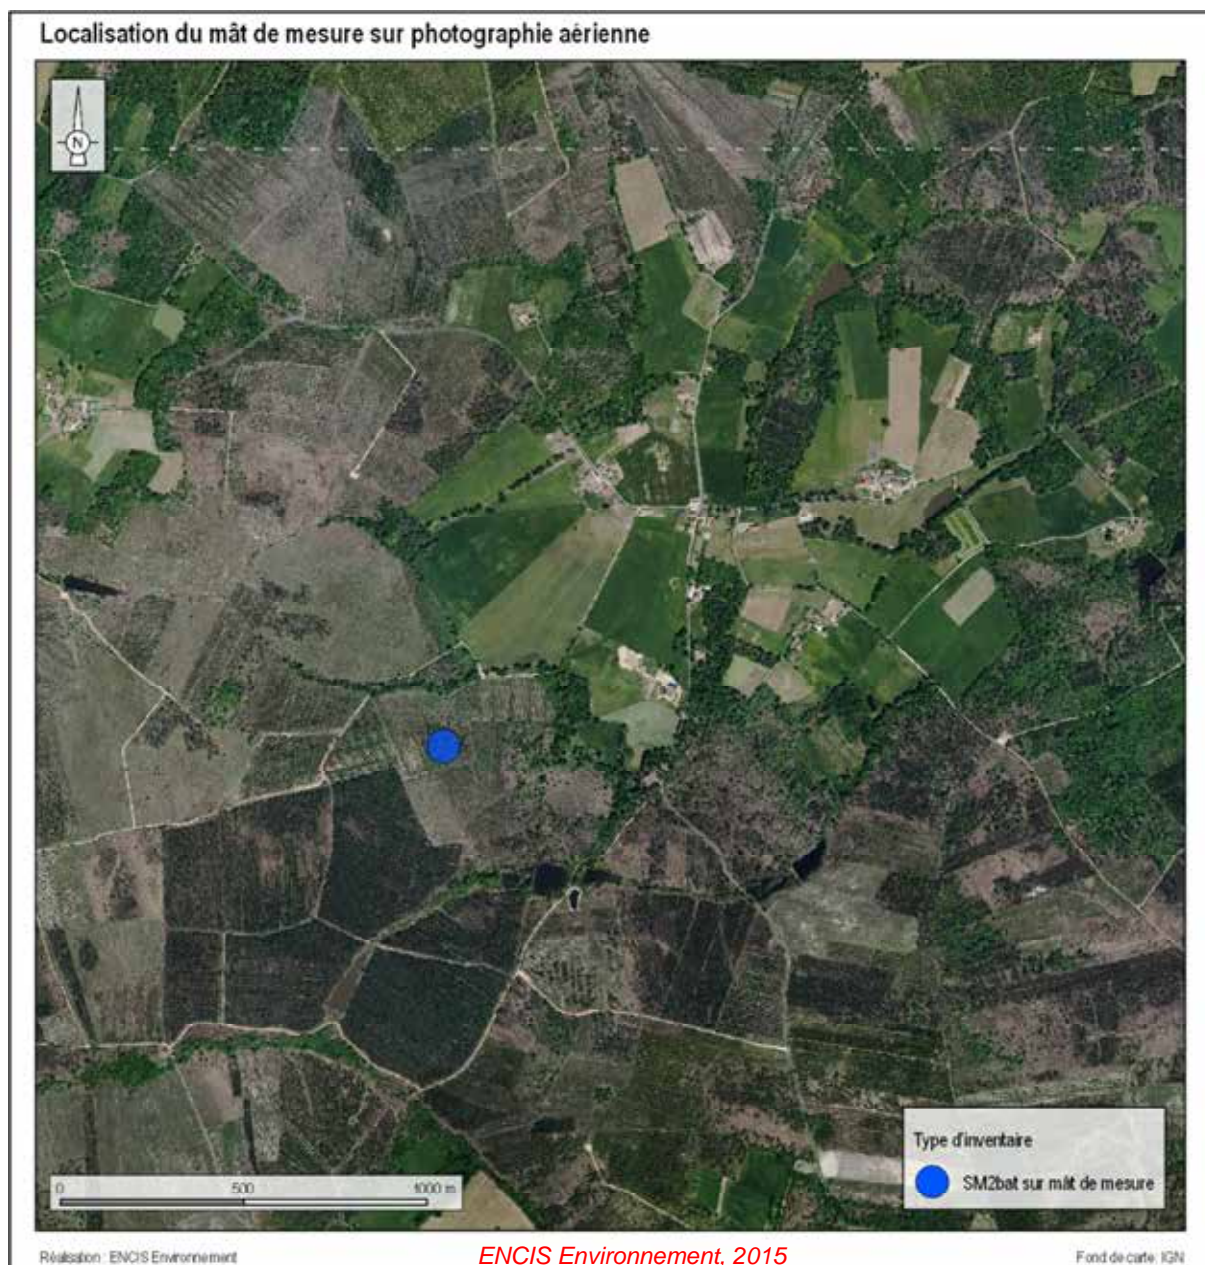 Localisation du mât de mesure sur photographie aérienne
N
Type d'inventaire
SM2bat sur mât de mesure
0 500 1000 m
Réalisation : ENCIS Environnement
ENCIS Environnement, 2015
Fond de carte: IGN